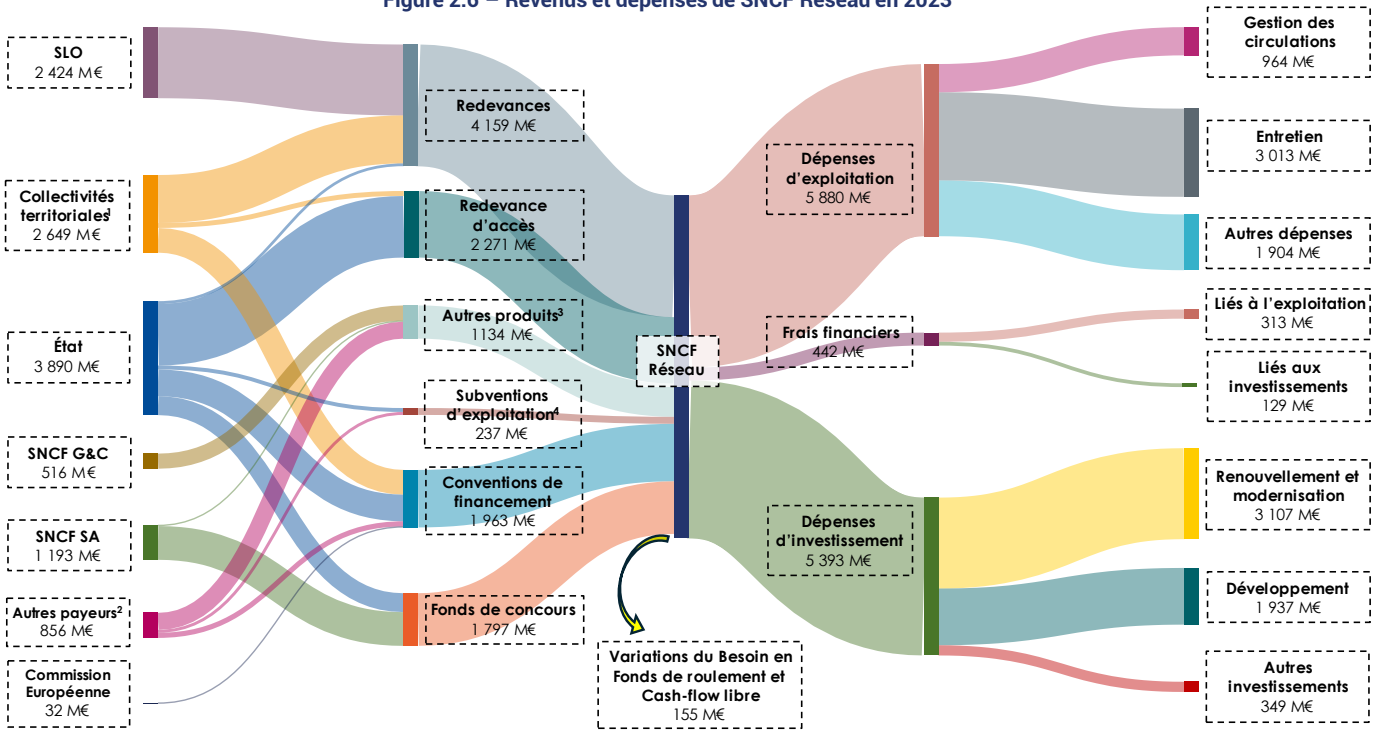 Figure 2.6 – Revenus et dépenses de SNCF Réseau en 2023
SLO
2 424 M€
Collectivités
territoriales¹
2 649 M€
État
3 890 M€
SNCF G&C
516 M€
SNCF SA
1 193 M€
Autres payeurs²
856 M€
Commission
Européenne
32 M€
Redevances
4 159 M€
Redevance
d'accès
2 271 M€
Autres produits³
1134 M€
Subventions
d'exploitation⁴
237 M€
Conventions de
financement
1 963 M€
Fonds de concours
1 797 M€
SNCF
Réseau
Variations du Besoin en
Fonds de roulement et
Cash-flow libre
155 M€
Dépenses
d'exploitation
5 880 M€
Frais financiers
442 M€
Dépenses
d'investissement
5 393 M€
Gestion des
circulations
964 M€
Entretien
3 013 M€
Autres dépenses
1 904 M€
Liés à l'exploitation
313 M€
Liés aux
investissements
129 M€
Renouvellement et
modernisation
3 107 M€
Développement
1 937 M€
Autres
investissements
349 M€